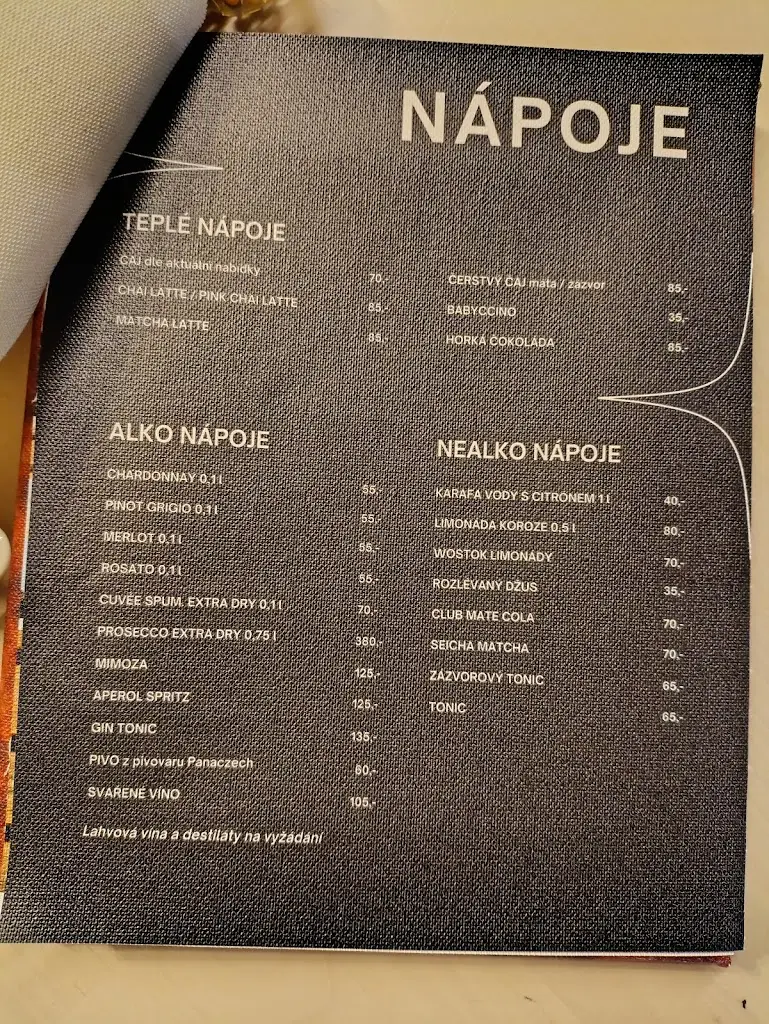 NÁPOJE
TEPLÉ NÁPOJE
ČAJ dle aktuální nabídky 70,-
CHAI LATTE / PINK CHAI LATTE 85,-
MATCHA LATTE 85,-
ČERSTVÝ ČAJ máta / zázvor 85,-
BABYCCINO 35,-
HORKÁ ČOKOLÁDA 85,-
ALKO NÁPOJE
CHARDONNAY 0,1 l 55,-
PINOT GRIGIO 0,1 l 55,-
MERLOT 0,1 l 55,-
ROSATO 0,1 l 55,-
CUVÉE SPUM. EXTRA DRY 0,1 l 70,-
PROSECCO EXTRA DRY 0,75 l 380,-
MIMOZA 125,-
APEROL SPRITZ 125,-
GIN TONIC 135,-
PIVO z pivovaru Panaczech 60,-
SVAŘENÉ VÍNO 105,-
Lahvová vína a destiláty na vyžádání
NEALKO NÁPOJE
KARAFA VODY S CITRONEM 1 l 40,-
LIMONÁDA KOROZE 0,5 l 80,-
WOSTOK LIMONÁDY 70,-
ROZLÉVANÝ DŽUS 35,-
CLUB MATE COLA 70,-
SEICHA MATCHA 70,-
ZÁZVOROVÝ TONIC 65,-
TONIC 65,-